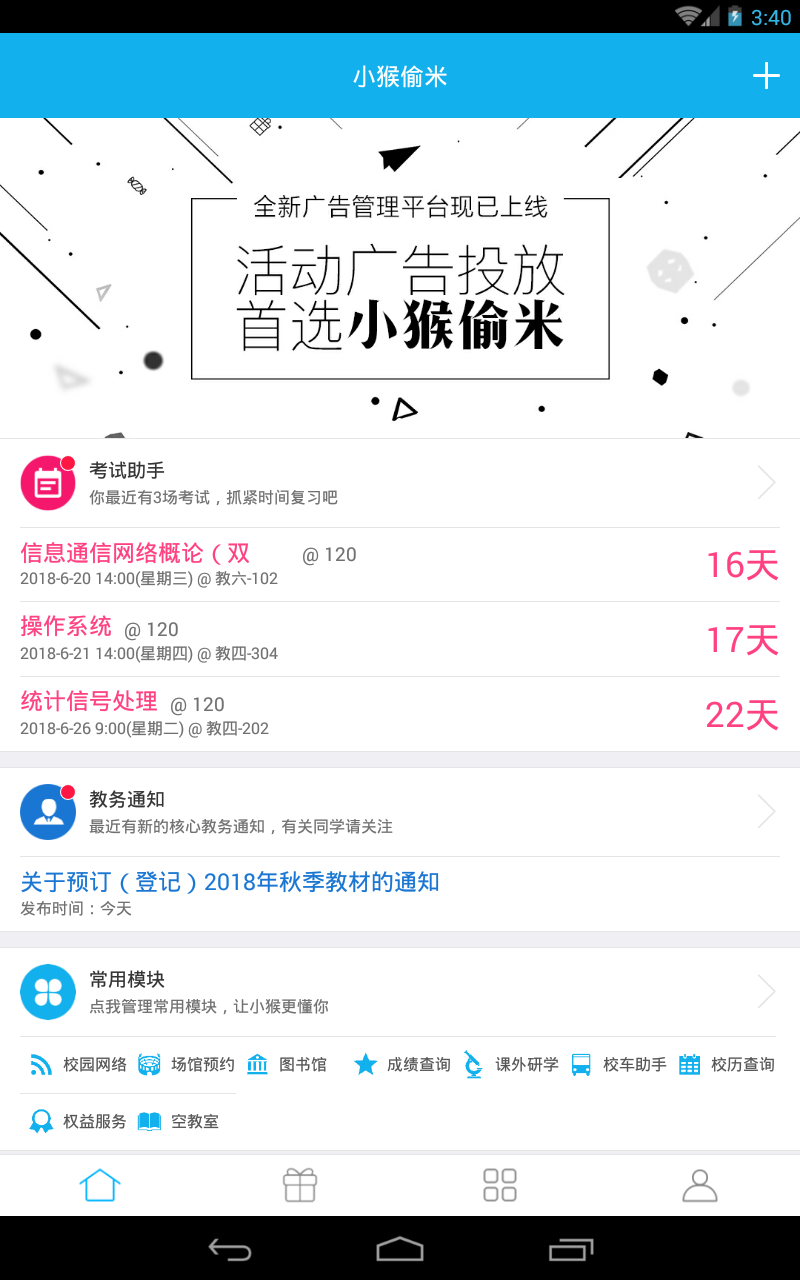 3:40
小猴偷米
全新广告管理平台现已上线
活动广告投放
首选小猴偷米
考试助手
你最近有3场考试，抓紧时间复习吧
信息通信网络概论（双 @ 120
2018-6-20 14:00(星期三) @ 教六-102
16天
操作系统 @ 120
2018-6-21 14:00(星期四) @ 教四-304
17天
统计信号处理 @ 120
2018-6-26 9:00(星期二) @ 教四-202
22天
教务通知
最近有新的核心教务通知，有关同学请关注
关于预订（登记）2018年秋季教材的通知
发布时间：今天
常用模块
点我管理常用模块，让小猴更懂你
校园网络 场馆预约 图书馆 成绩查询 课外研学 校车助手 校历查询
权益服务 空教室